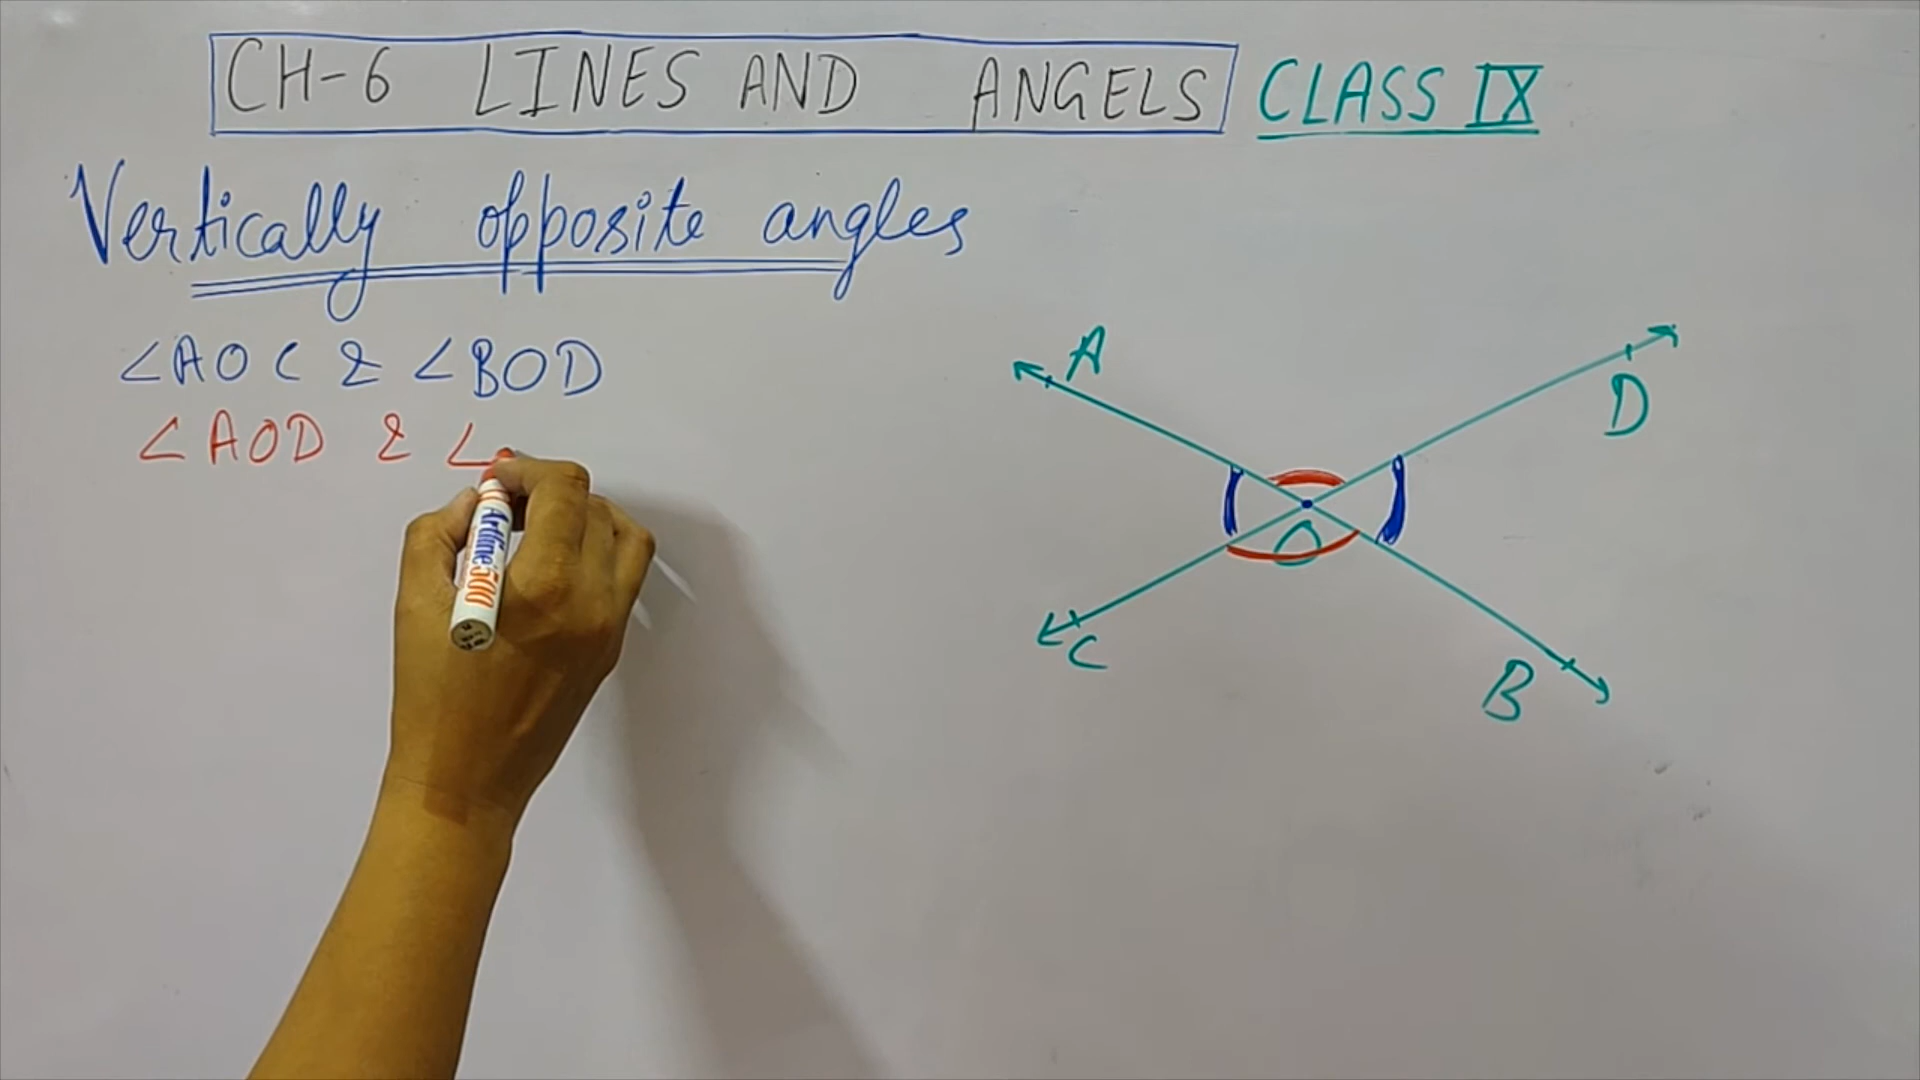 CH-6 LINES AND ANGELS CLASS IX
Vertically opposite angles
∠AOC & ∠BOD
∠AOD & ∠
A
D
O
C
B
Artline 500